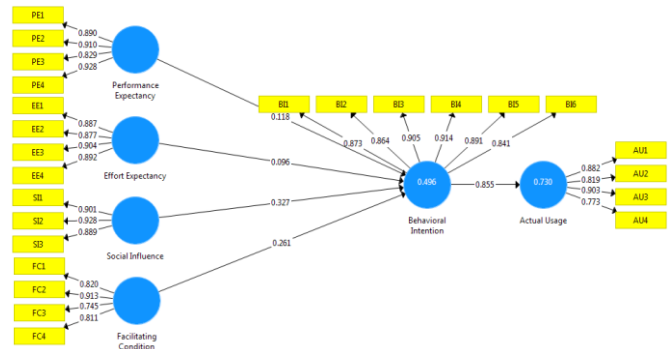 PE1
PE2
PE3
PE4
0.890
0.910
0.829
0.928
Performance
Expectancy
EE1
EE2
EE3
EE4
0.887
0.877
0.904
0.892
Effort Expectancy
SI1
SI2
SI3
0.901
0.928
0.889
Social Influence
FC1
FC2
FC3
FC4
0.820
0.913
0.745
0.811
Facilitating
Condition
0.118
0.096
0.327
0.261
BI1
BI2
BI3
BI4
BI5
BI6
0.873
0.864
0.905
0.914
0.891
0.841
0.496
Behavioral
Intention
0.855
0.730
Actual Usage
0.882
0.819
0.903
0.773
AU1
AU2
AU3
AU4